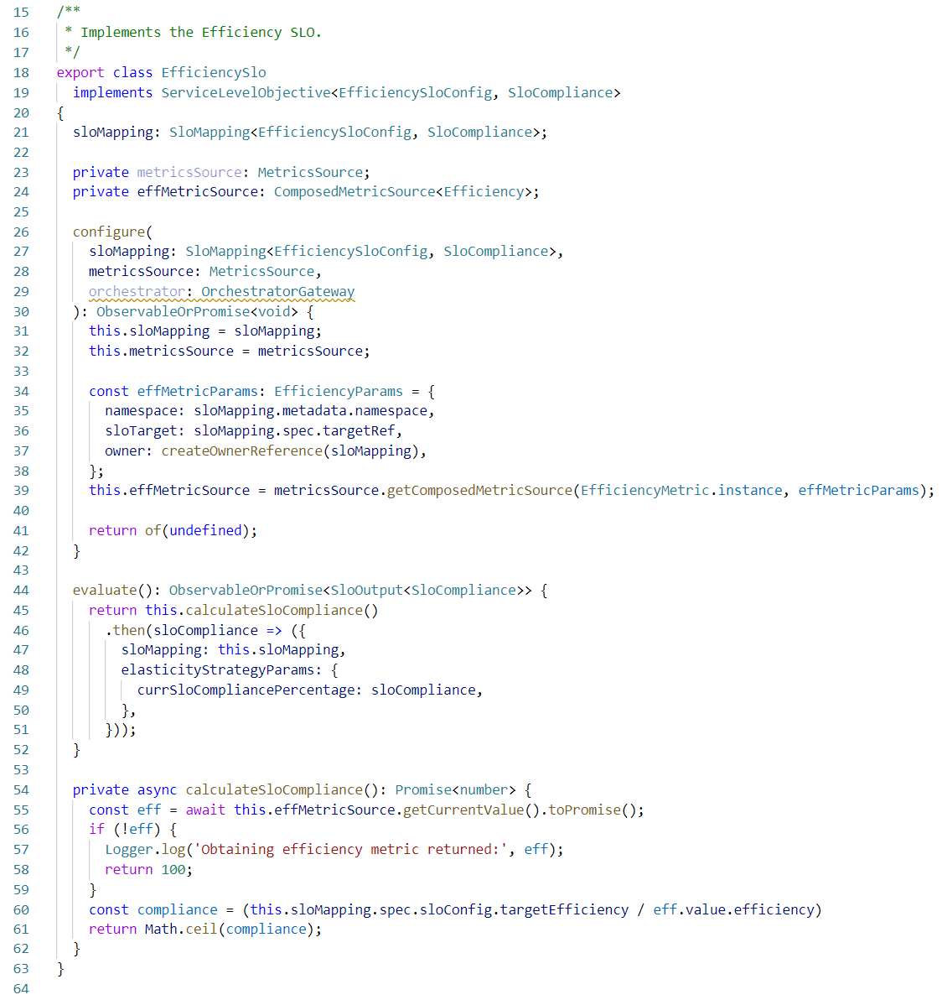 15 /**
16  * Implements the Efficiency SLO.
17  */
18 export class EfficiencySlo
19   implements ServiceLevelObjective<EfficiencySloConfig, SloCompliance>
20 {
21   sloMapping: SloMapping<EfficiencySloConfig, SloCompliance>;
22
23   private metricsSource: MetricsSource;
24   private effMetricSource: ComposedMetricSource<Efficiency>;
25
26   configure(
27     sloMapping: SloMapping<EfficiencySloConfig, SloCompliance>,
28     metricsSource: MetricsSource,
29     orchestrator: OrchestratorGateway
30   ): ObservableOrPromise<void> {
31     this.sloMapping = sloMapping;
32     this.metricsSource = metricsSource;
33
34     const effMetricParams: EfficiencyParams = {
35       namespace: sloMapping.metadata.namespace,
36       sloTarget: sloMapping.spec.targetRef,
37       owner: createOwnerReference(sloMapping),
38     };
39     this.effMetricSource = metricsSource.getComposedMetricSource(EfficiencyMetric.instance, effMetricParams);
40
41     return of(undefined);
42   }
43
44   evaluate(): ObservableOrPromise<SloOutput<SloCompliance>> {
45     return this.calculateSloCompliance()
46       .then(sloCompliance => ({
47         sloMapping: this.sloMapping,
48         elasticityStrategyParams: {
49           currSloCompliancePercentage: sloCompliance,
50         },
51       }));
52   }
53
54   private async calculateSloCompliance(): Promise<number> {
55     const eff = await this.effMetricSource.getCurrentValue().toPromise();
56     if (!eff) {
57       Logger.log('Obtaining efficiency metric returned:', eff);
58       return 100;
59     }
60     const compliance = (this.sloMapping.spec.sloConfig.targetEfficiency / eff.value.efficiency)
61     return Math.ceil(compliance);
62   }
63 }
64